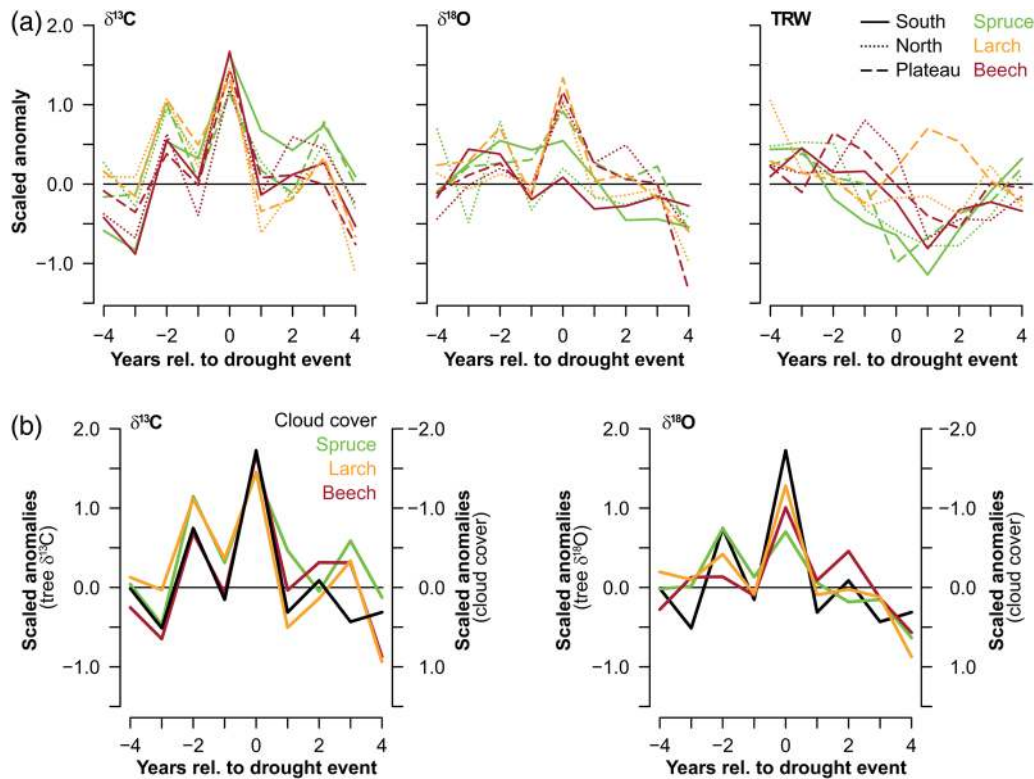 (a)
δ¹³C
δ¹⁸O
TRW
South Spruce
North Larch
Plateau Beech
Scaled anomaly
2.0
1.0
0.0
−1.0
−4 −2 0 2 4
−4 −2 0 2 4
−4 −2 0 2 4
Years rel. to drought event
Years rel. to drought event
Years rel. to drought event
(b)
δ¹³C
Cloud cover
Spruce
Larch
Beech
Scaled anomalies
(tree δ¹³C)
2.0
1.0
0.0
−1.0
−2.0
−1.0
0.0
1.0
Scaled anomalies
(cloud cover)
−4 −2 0 2 4
Years rel. to drought event
δ¹⁸O
Scaled anomalies
(tree δ¹⁸O)
2.0
1.0
0.0
−1.0
−2.0
−1.0
0.0
1.0
Scaled anomalies
(cloud cover)
−4 −2 0 2 4
Years rel. to drought event